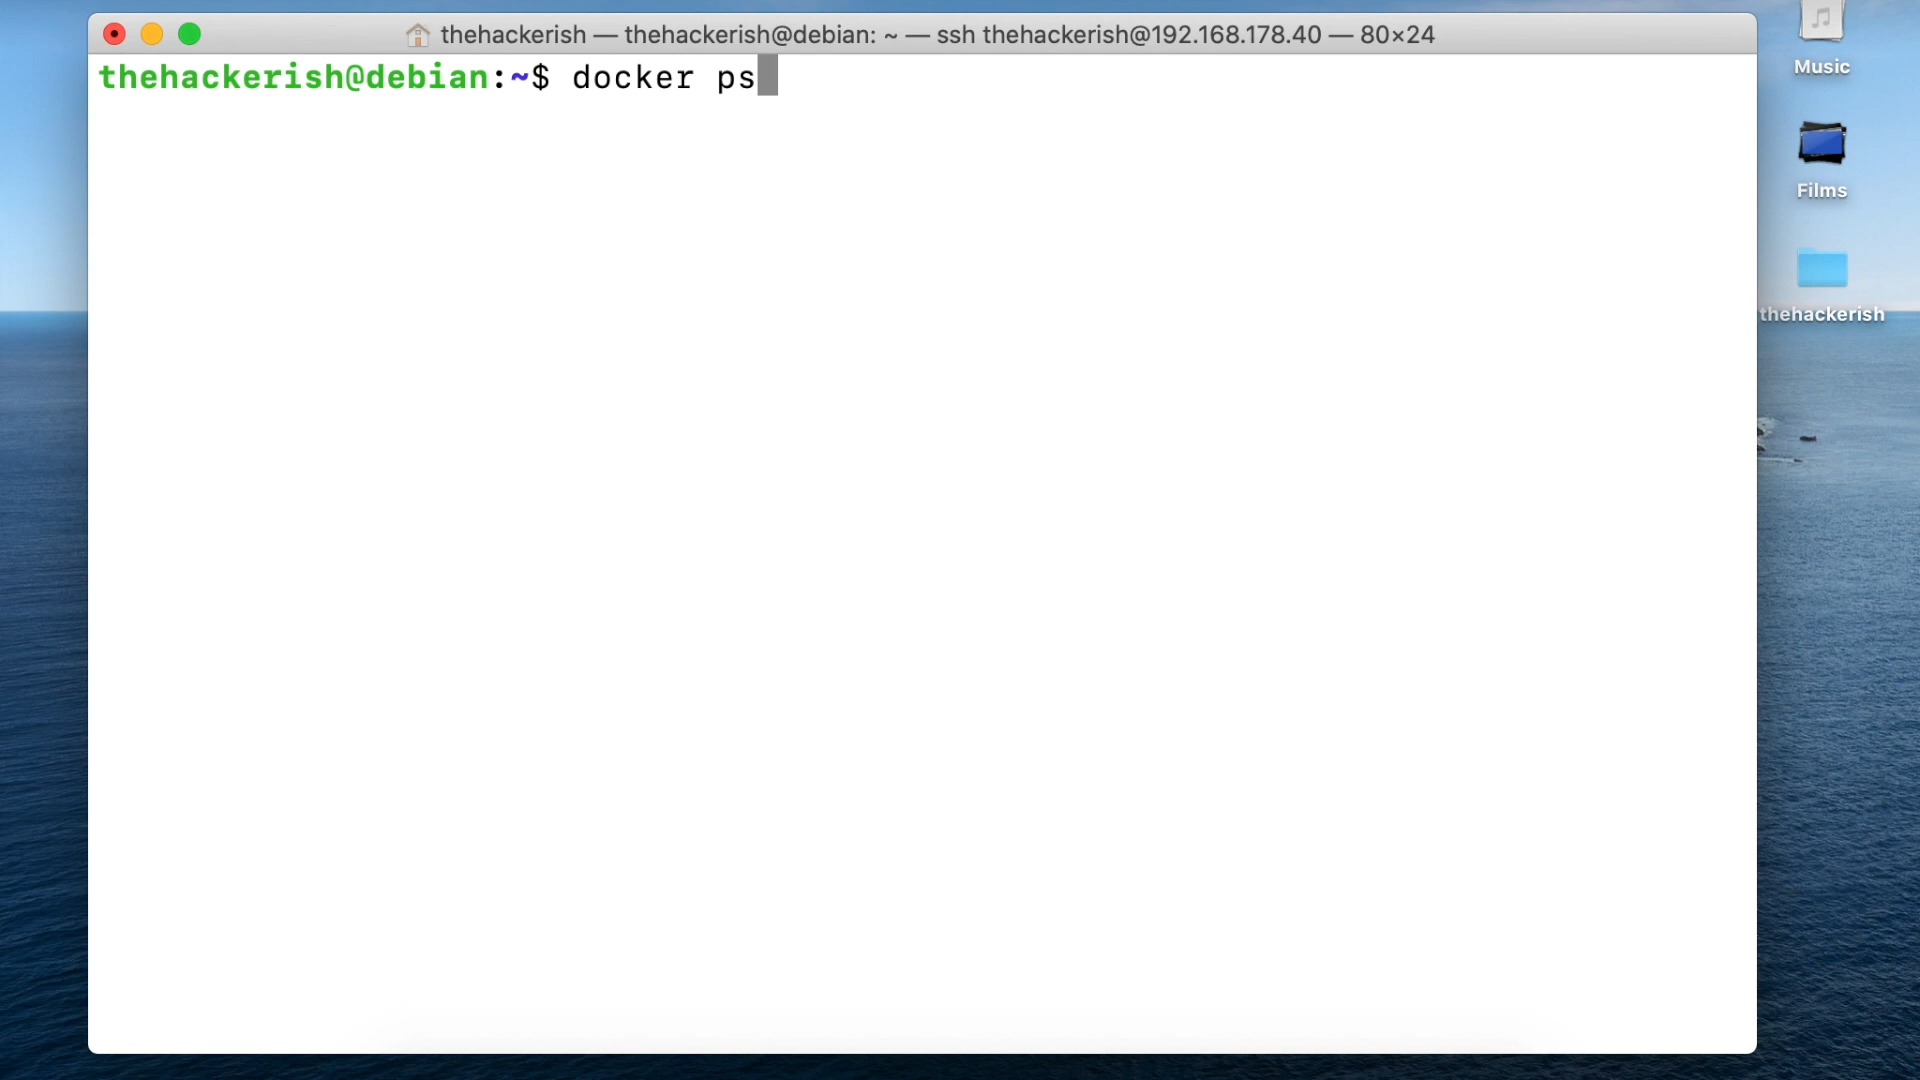 thehackerish — thehackerish@debian: ~ — ssh thehackerish@192.168.178.40 — 80×24
thehackerish@debian:~$ docker ps
Music
Films
thehackerish